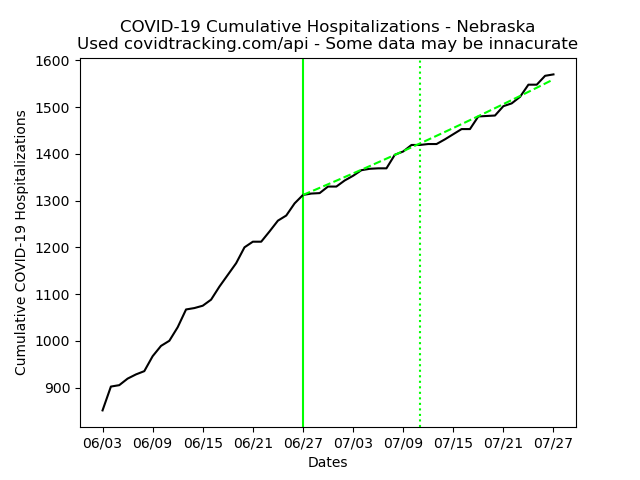 COVID-19 Cumulative Hospitalizations - Nebraska
Used covidtracking.com/api - Some data may be innacurate
Cumulative COVID-19 Hospitalizations
1600
1500
1400
1300
1200
1100
1000
900
06/03 06/09 06/15 06/21 06/27 07/03 07/09 07/15 07/21 07/27
Dates